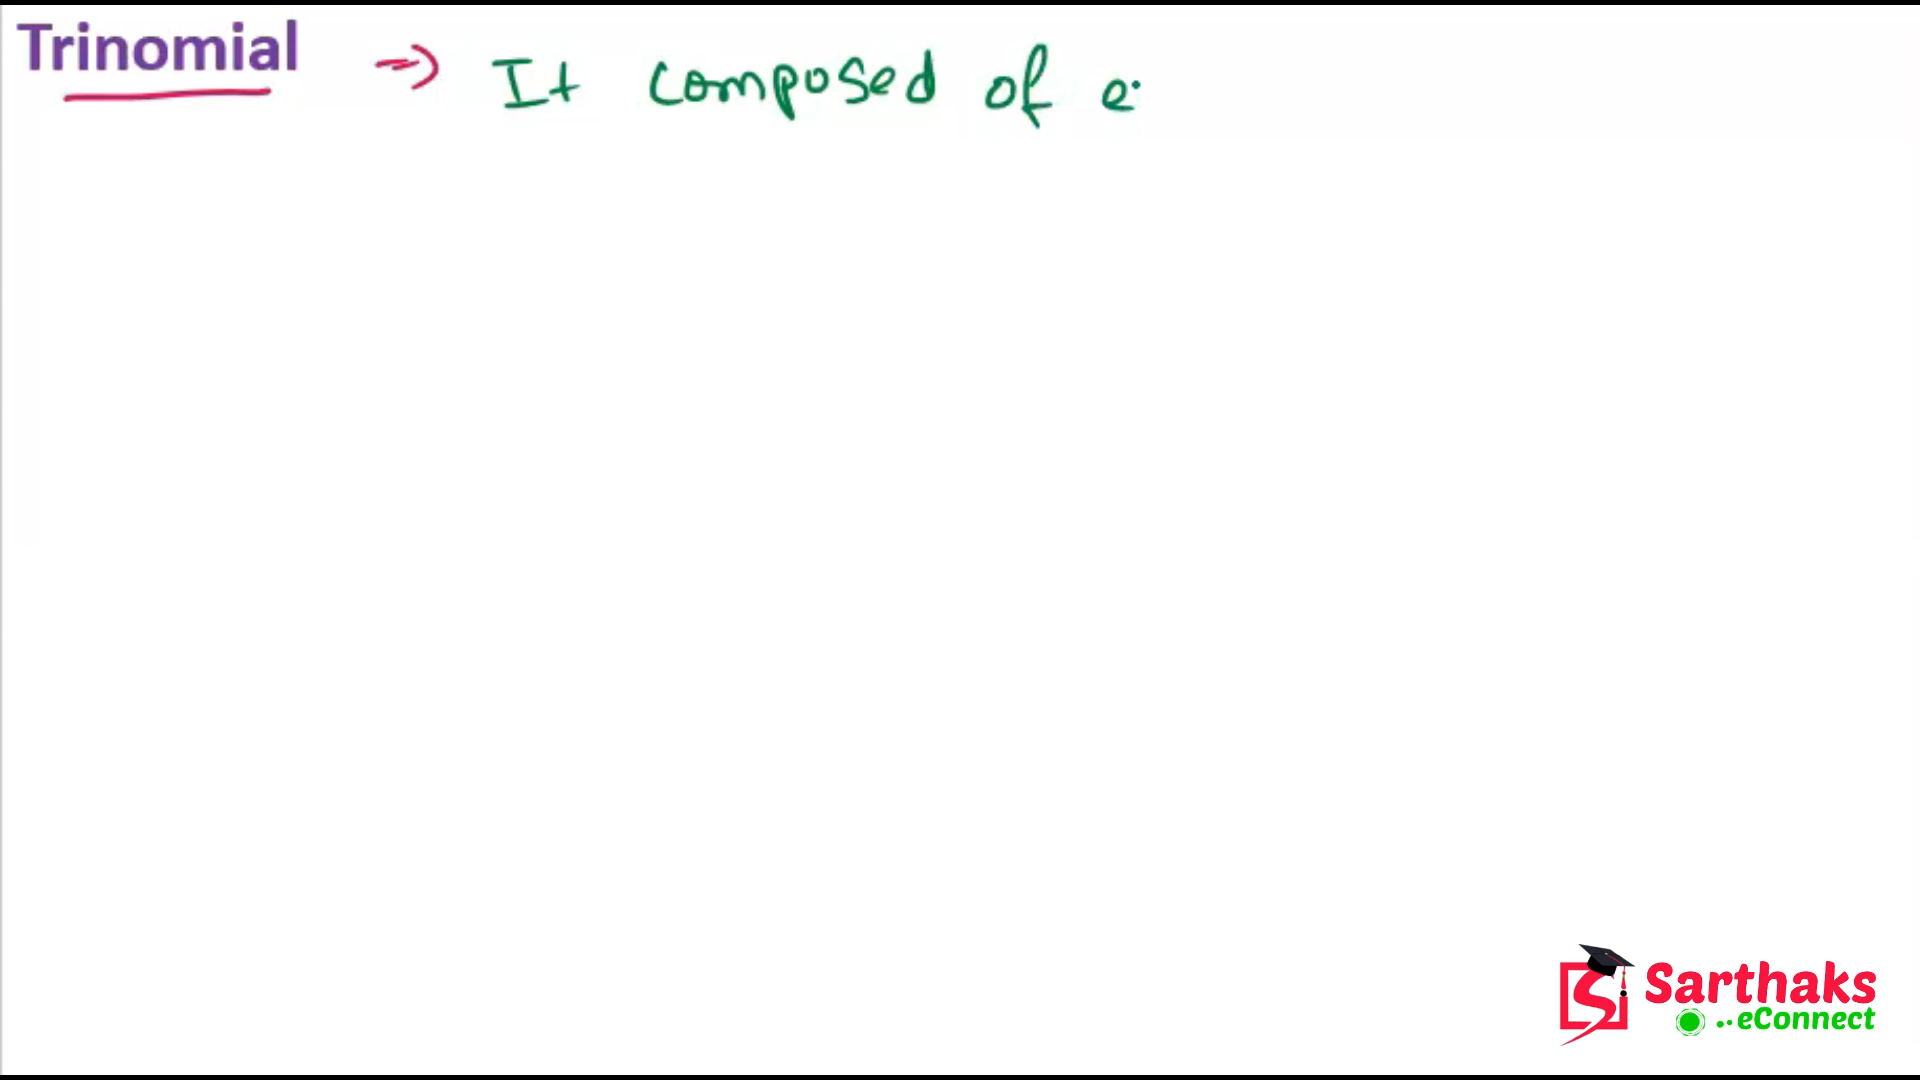 Trinomial => It composed of e
Sarthaks
eConnect